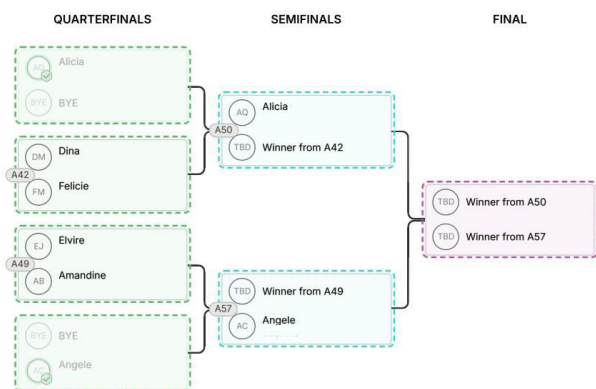 QUARTERFINALS
SEMIFINALS
FINAL
AQ Alicia
BYE BYE
A42
DM Dina
FM Felicie
A49
EJ Elvire
AB Amandine
BYE BYE
AC Angele
A50
AQ Alicia
TBD Winner from A42
A57
TBD Winner from A49
AC Angele
TBD Winner from A50
TBD Winner from A57